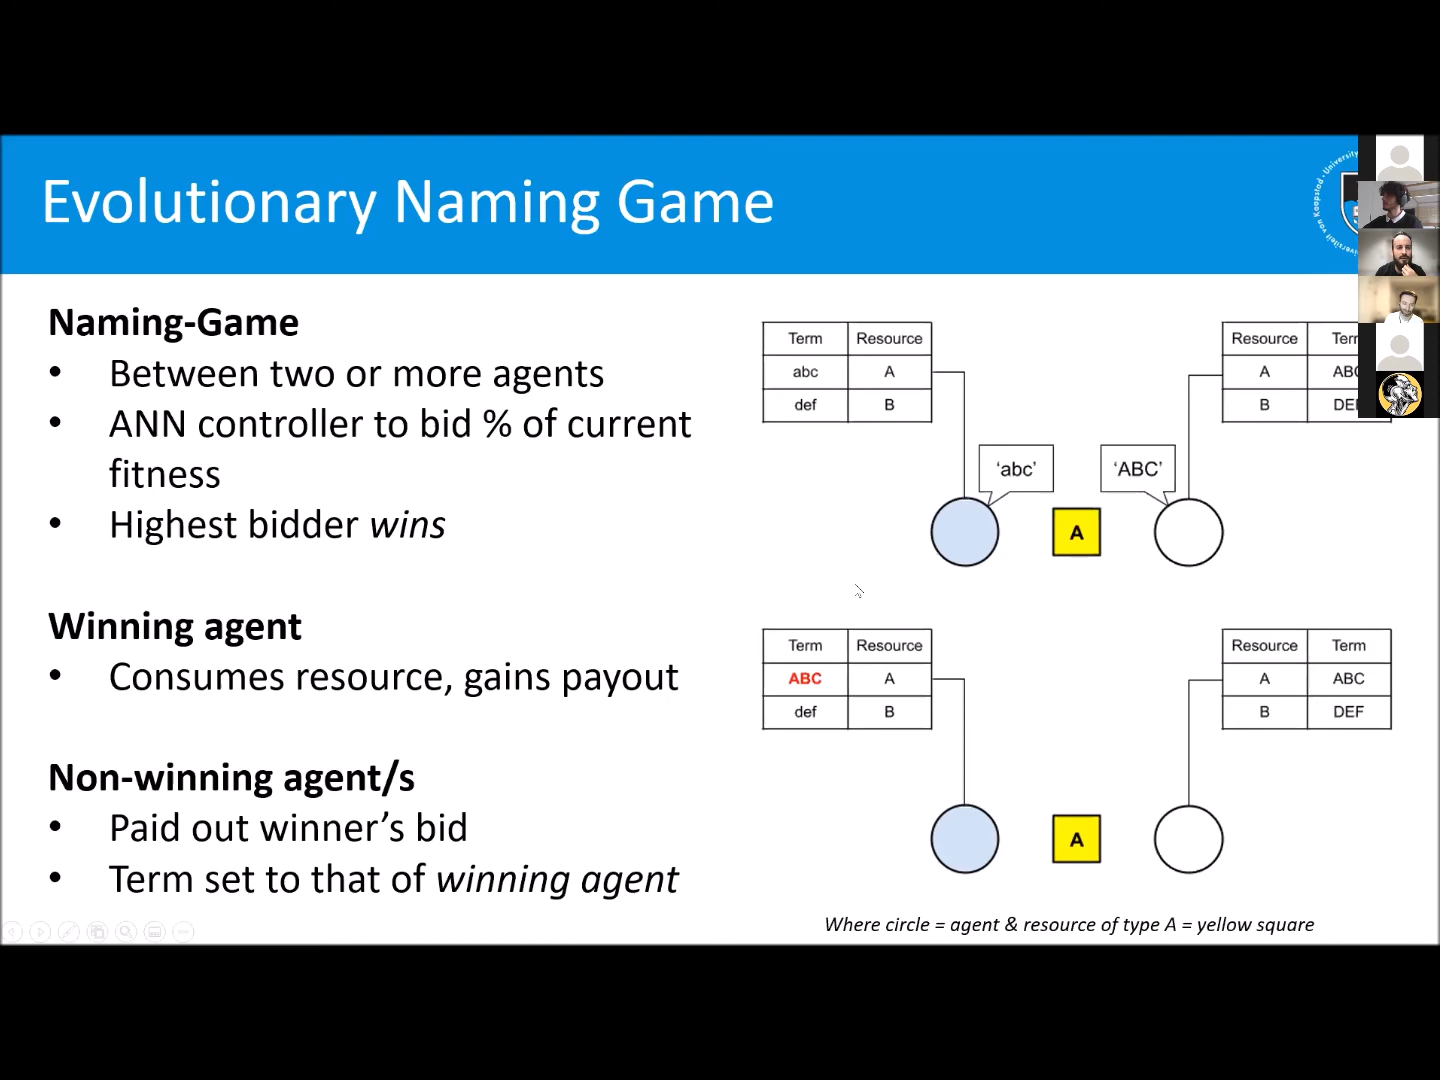 Evolutionary Naming Game
Naming-Game
• Between two or more agents
• ANN controller to bid % of current
fitness
• Highest bidder wins
Winning agent
• Consumes resource, gains payout
Non-winning agent/s
• Paid out winner's bid
• Term set to that of winning agent
Term Resource
abc A
def B
Resource
A ABC
B
'abc'
'ABC'
A
Term Resource
ABC A
def B
Resource Term
A ABC
B DEF
A
Where circle = agent & resource of type A = yellow square